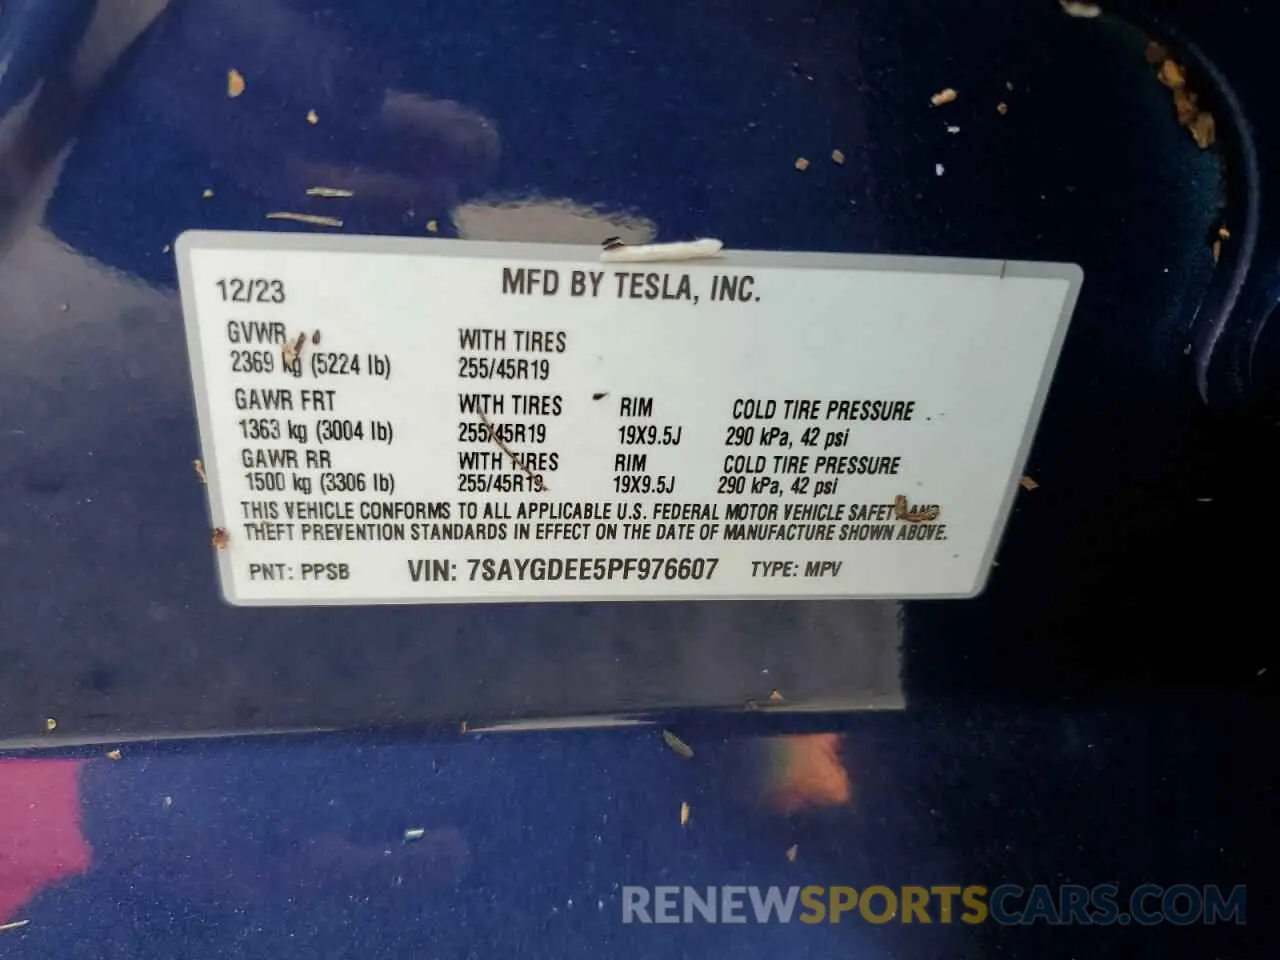 12/23 MFD BY TESLA, INC.
GVWR WITH TIRES
2369 kg (5224 lb) 255/45R19
GAWR FRT WITH TIRES RIM COLD TIRE PRESSURE
1363 kg (3004 lb) 255/45R19 19X9.5J 290 kPa, 42 psi
GAWR RR WITH TIRES RIM COLD TIRE PRESSURE
1500 kg (3306 lb) 255/45R19 19X9.5J 290 kPa, 42 psi
THIS VEHICLE CONFORMS TO ALL APPLICABLE U.S. FEDERAL MOTOR VEHICLE SAFETY AND
THEFT PREVENTION STANDARDS IN EFFECT ON THE DATE OF MANUFACTURE SHOWN ABOVE.
PNT: PPSB VIN: 7SAYGDEE5PF976607 TYPE: MPV
RENEWSPORTSCARS.COM